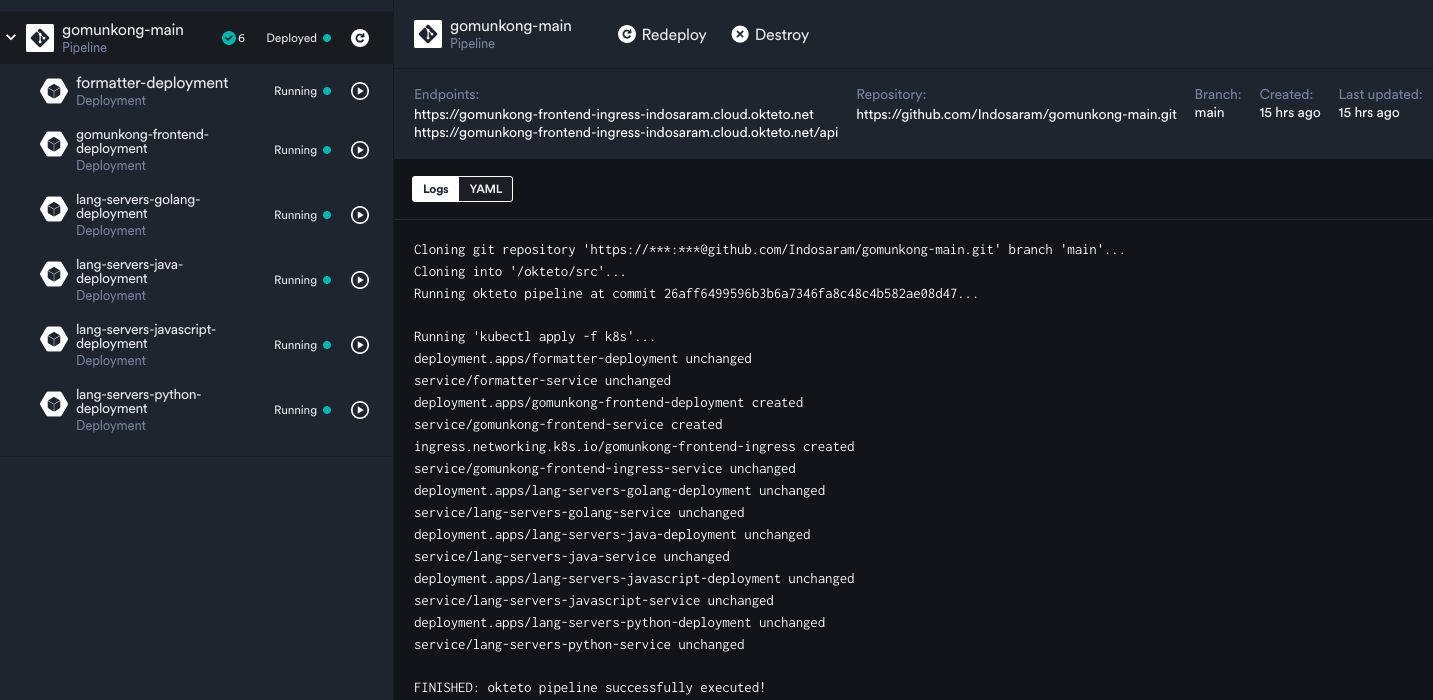 gomunkong-main
Pipeline
6
Deployed
formatter-deployment
Deployment
Running
gomunkong-frontend-
deployment
Deployment
Running
lang-servers-golang-
deployment
Deployment
Running
lang-servers-java-
deployment
Deployment
Running
lang-servers-javascript-
deployment
Deployment
Running
lang-servers-python-
deployment
Deployment
Running
gomunkong-main
Pipeline
Redeploy
Destroy
Endpoints:
https://gomunkong-frontend-ingress-indosaram.cloud.okteto.net
https://gomunkong-frontend-ingress-indosaram.cloud.okteto.net/api
Repository:
https://github.com/Indosaram/gomunkong-main.git
Branch:
main
Created:
15 hrs ago
Last updated:
15 hrs ago
Logs
YAML
Cloning git repository 'https://***:***@github.com/Indosaram/gomunkong-main.git' branch 'main'...
Cloning into '/okteto/src'...
Running okteto pipeline at commit 26aff6499596b3b6a7346fa8c48c4b582ae08d47...
Running 'kubectl apply -f k8s'...
deployment.apps/formatter-deployment unchanged
service/formatter-service unchanged
deployment.apps/gomunkong-frontend-deployment created
service/gomunkong-frontend-service created
ingress.networking.k8s.io/gomunkong-frontend-ingress created
service/gomunkong-frontend-ingress-service unchanged
deployment.apps/lang-servers-golang-deployment unchanged
service/lang-servers-golang-service unchanged
deployment.apps/lang-servers-java-deployment unchanged
service/lang-servers-java-service unchanged
deployment.apps/lang-servers-javascript-deployment unchanged
service/lang-servers-javascript-service unchanged
deployment.apps/lang-servers-python-deployment unchanged
service/lang-servers-python-service unchanged
FINISHED: okteto pipeline successfully executed!